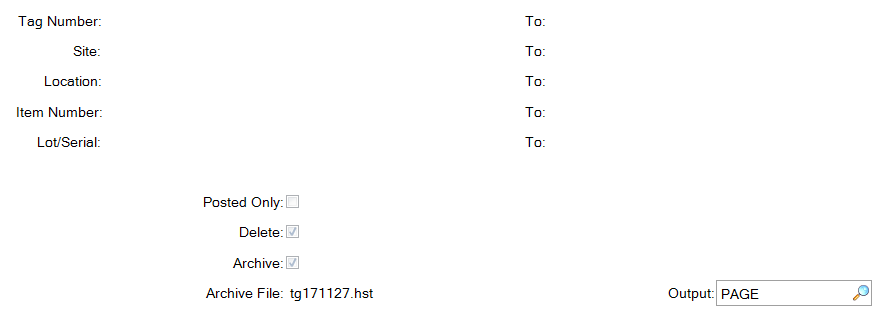 Tag Number: To:
Site: To:
Location: To:
Item Number: To:
Lot/Serial: To:
Posted Only:
Delete:
Archive:
Archive File: tg171127.hst Output: PAGE